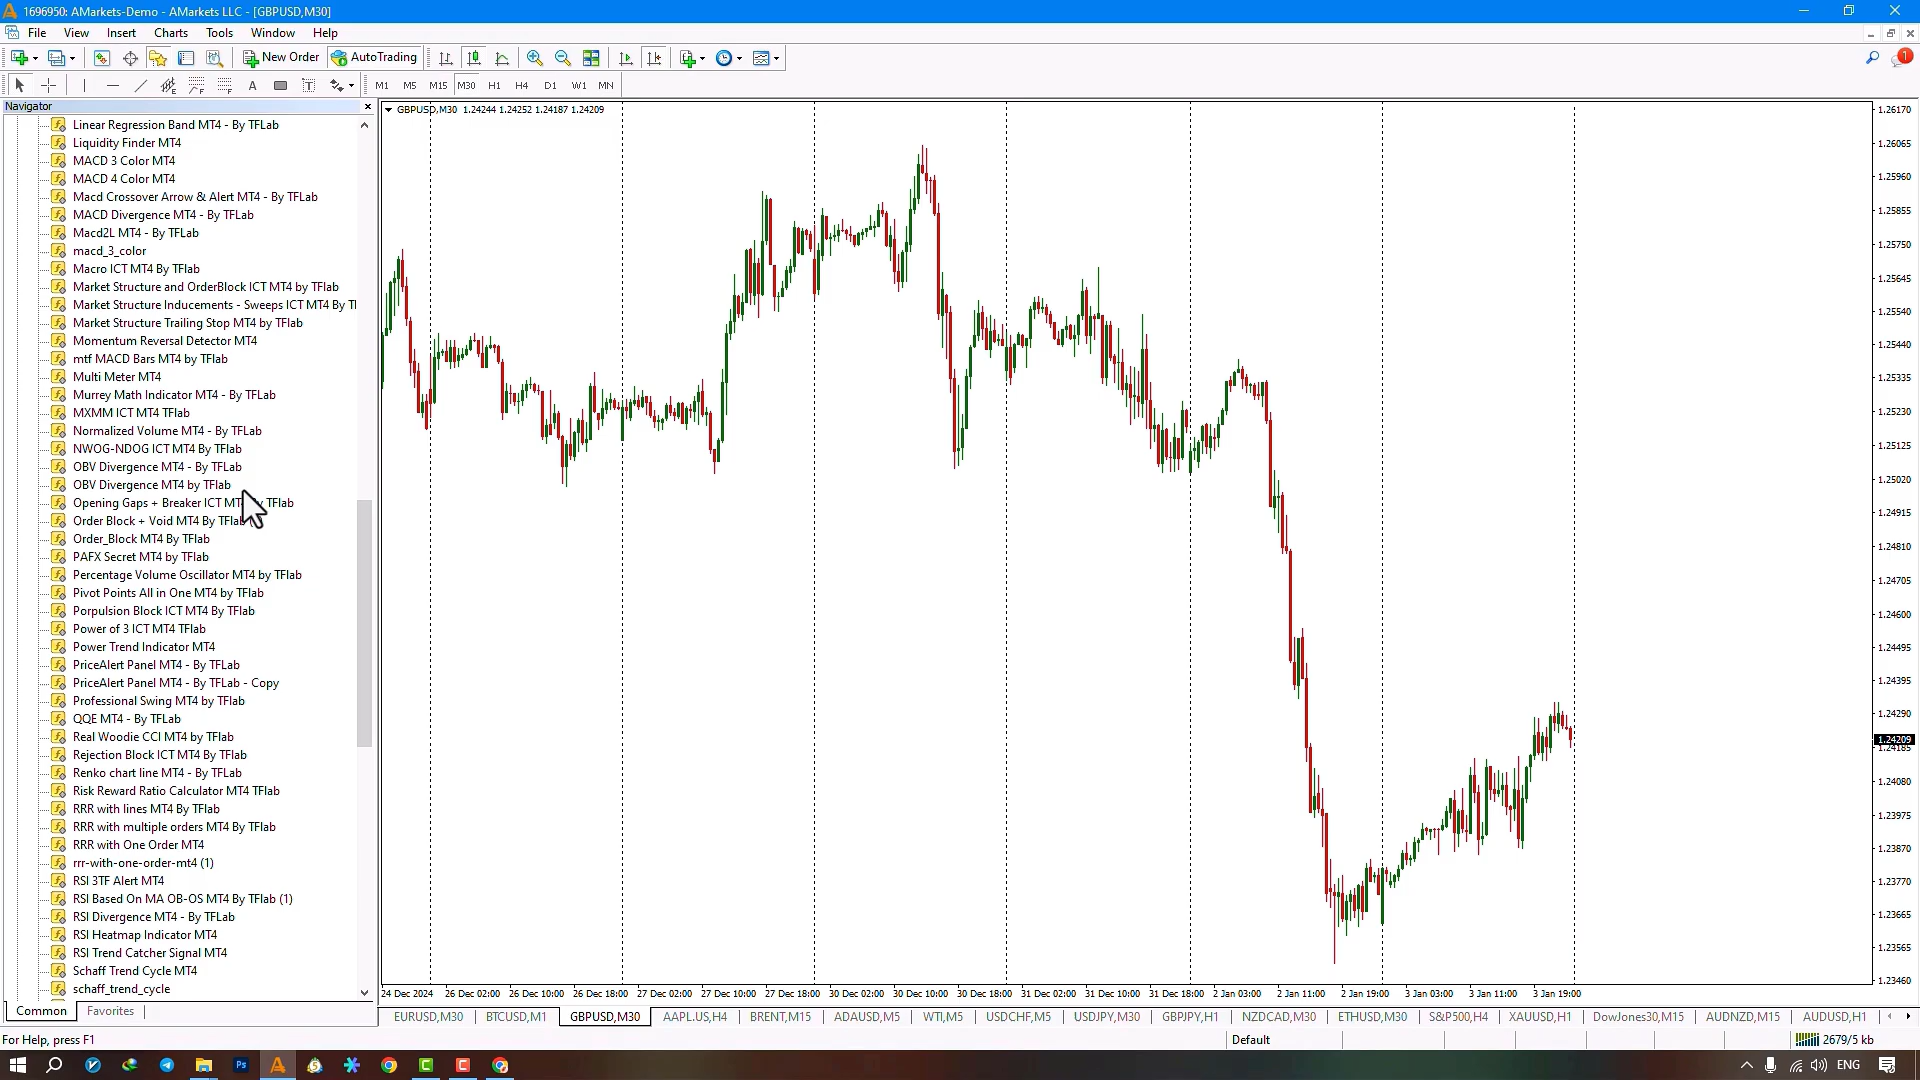 1696950: AMarkets-Demo - AMarkets LLC - [GBPUSD,M30]
File View Insert Charts Tools Window Help
New Order AutoTrading
1
A T M1 M5 M15 M30 H1 H4 D1 W1 MN
Navigator
Linear Regression Band MT4 - By TFLab
Liquidity Finder MT4
MACD 3 Color MT4
MACD 4 Color MT4
Macd Crossover Arrow & Alert MT4 - By TFLab
MACD Divergence MT4 - By TFLab
Macd2L MT4 - By TFLab
macd_3_color
Macro ICT MT4 By TFlab
Market Structure and OrderBlock ICT MT4 by TFlab
Market Structure Inducements - Sweeps ICT MT4 By Tl
Market Structure Trailing Stop MT4 by TFlab
Momentum Reversal Detector MT4
mtf MACD Bars MT4 by TFlab
Multi Meter MT4
Murrey Math Indicator MT4 - By TFLab
MXMM ICT MT4 TFlab
Normalized Volume MT4 - By TFLab
NWOG-NDOG ICT MT4 By TFlab
OBV Divergence MT4 - By TFLab
OBV Divergence MT4 by TFlab
Opening Gaps + Breaker ICT MT4 By TFlab
Order Block + Void MT4 By TFlab
Order_Block MT4 By TFlab
PAFX Secret MT4 by TFlab
Percentage Volume Oscillator MT4 by TFlab
Pivot Points All in One MT4 by TFlab
Porpulsion Block ICT MT4 By TFlab
Power of 3 ICT MT4 TFlab
Power Trend Indicator MT4
PriceAlert Panel MT4 - By TFLab
PriceAlert Panel MT4 - By TFLab - Copy
Professional Swing MT4 by TFlab
QQE MT4 - By TFLab
Real Woodie CCI MT4 by TFlab
Rejection Block ICT MT4 By TFlab
Renko chart line MT4 - By TFLab
Risk Reward Ratio Calculator MT4 TFlab
RRR with lines MT4 By TFlab
RRR with multiple orders MT4 By TFlab
RRR with One Order MT4
rrr-with-one-order-mt4 (1)
RSI 3TF Alert MT4
RSI Based On MA OB-OS MT4 By TFlab (1)
RSI Divergence MT4 - By TFLab
RSI Heatmap Indicator MT4
RSI Trend Catcher Signal MT4
Schaff Trend Cycle MT4
schaff_trend_cycle
Common Favorites
GBPUSD,M30 1.24244 1.24252 1.24187 1.24209
1.26170
1.26065
1.25960
1.25855
1.25750
1.25645
1.25540
1.25440
1.25335
1.25230
1.25125
1.25020
1.24915
1.24810
1.24705
1.24600
1.24495
1.24395
1.24290
1.24209
1.24185
1.24080
1.23975
1.23870
1.23770
1.23665
1.23565
1.23460
24 Dec 2024 26 Dec 02:00 26 Dec 10:00 26 Dec 18:00 27 Dec 02:00 27 Dec 10:00 27 Dec 18:00 30 Dec 02:00 30 Dec 10:00 30 Dec 18:00 31 Dec 02:00 31 Dec 10:00 31 Dec 18:00 2 Jan 03:00 2 Jan 11:00 2 Jan 19:00 3 Jan 03:00 3 Jan 11:00 3 Jan 19:00
EURUSD,M30 BTCUSD,M1 GBPUSD,M30 AAPL.US,H4 BRENT,M15 ADAUSD,M5 WTI,M5 USDCHF,M5 USDJPY,M30 GBPJPY,H1 NZDCAD,M30 ETHUSD,M30 S&P500,H4 XAUUSD,H1 DowJones30,M15 AUDNZD,M15 AUDUSD,H1
For Help, press F1 Default 2679/5 kb
Ps ENG